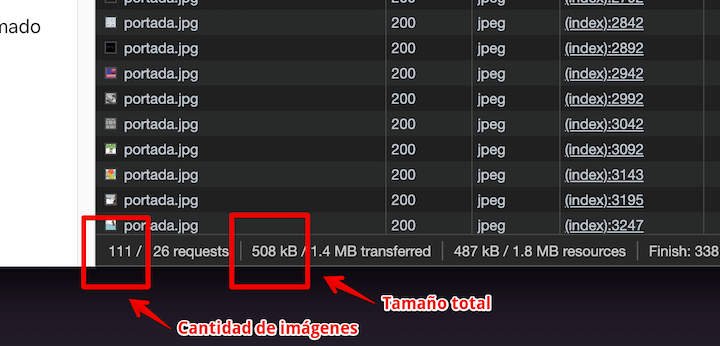 mado
(index):2792
portada.jpg 200 jpeg (index):2842
portada.jpg 200 jpeg (index):2892
portada.jpg 200 jpeg (index):2942
portada.jpg 200 jpeg (index):2992
portada.jpg 200 jpeg (index):3042
portada.jpg 200 jpeg (index):3092
portada.jpg 200 jpeg (index):3143
portada.jpg 200 jpeg (index):3195
portada.jpg 200 jpeg (index):3247
111 / 26 requests 508 kB / 1.4 MB transferred 487 kB / 1.8 MB resources Finish: 338
Tamaño total
Cantidad de imágenes